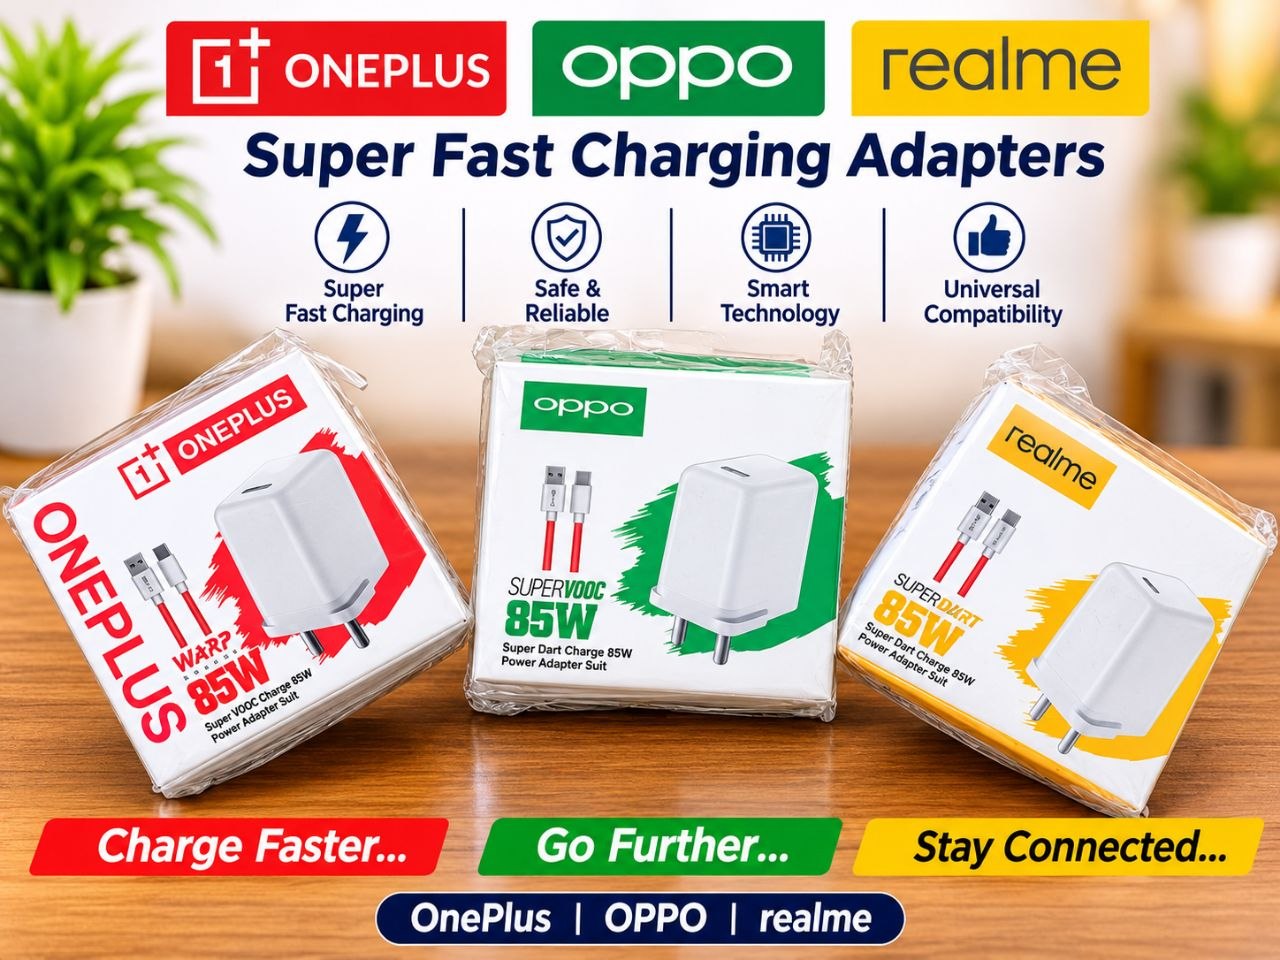 1+ ONEPLUS
oppo
realme
Super Fast Charging Adapters
Super
Fast Charging
Safe &
Reliable
Smart
Technology
Universal
Compatibility
1+ ONEPLUS
ONEPLUS
WARP
85W
Super VOOC Charge 85W
Power Adapter Suit
oppo
SUPERVOOC
85W
Super Dart Charge 85W
Power Adapter Suit
realme
SUPERDART
85W
Super Dart Charge 85W
Power Adapter Suit
Charge Faster...
Go Further...
Stay Connected...
OnePlus | OPPO | realme